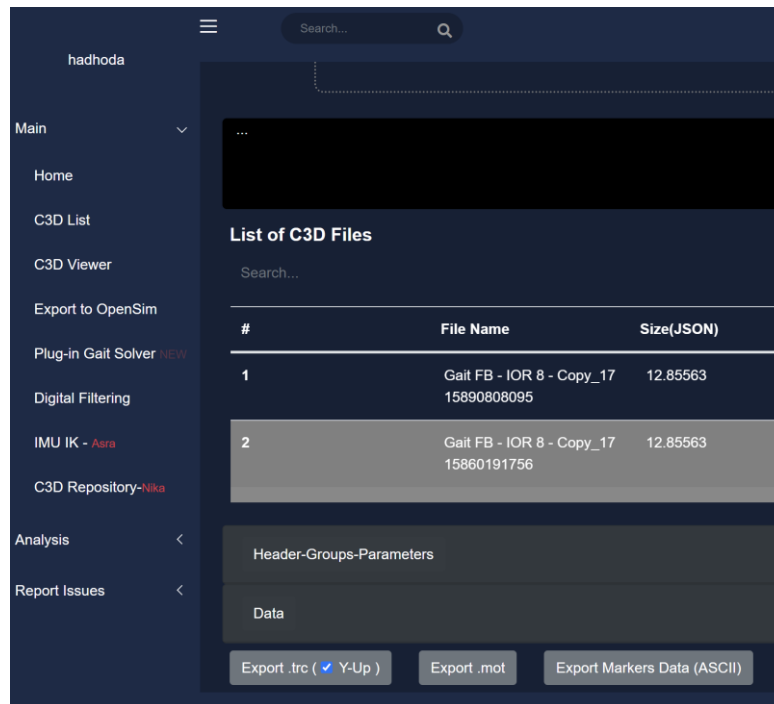 Search...
hadhoda
Main
...
Home
C3D List
List of C3D Files
C3D Viewer
Search...
Export to OpenSim
# File Name Size(JSON)
Plug-in Gait Solver NEW
1 Gait FB - IOR 8 - Copy_17 12.85563
15890808095
Digital Filtering
IMU IK - Asra
2 Gait FB - IOR 8 - Copy_17 12.85563
15860191756
C3D Repository-Nika
Analysis
Header-Groups-Parameters
Report Issues
Data
Export .trc ( Y-Up ) Export .mot Export Markers Data (ASCII)